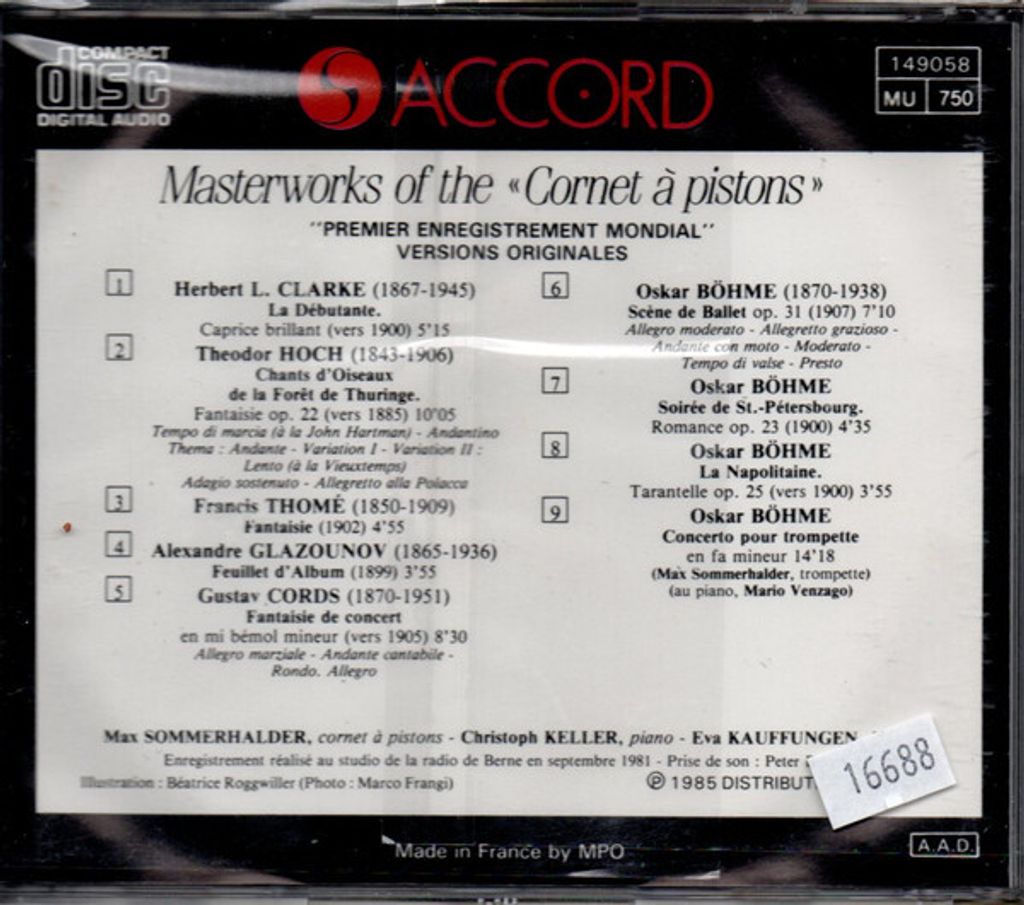 COMPACT
disc
DIGITAL AUDIO
ACCORD
149058
MU 750
Masterworks of the «Cornet à pistons»
"PREMIER ENREGISTREMENT MONDIAL"
VERSIONS ORIGINALES
1
Herbert L. CLARKE (1867-1945)
La Débutante.
Caprice brillant (vers 1900) 5'15
2
Theodor HOCH (1843-1906)
Chants d'Oiseaux
de la Forêt de Thuringe.
Fantaisie op. 22 (vers 1885) 10'05
Tempo di marcia (à la John Hartman) - Andantino
Thema : Andante - Variation I - Variation II :
Lento (à la Vieuxtemps)
Adagio sostenuto - Allegretto alla Polacca
3
Francis THOMÉ (1850-1909)
Fantaisie (1902) 4'55
4
Alexandre GLAZOUNOV (1865-1936)
Feuillet d'Album (1899) 3'55
5
Gustav CORDS (1870-1951)
Fantaisie de concert
en mi bémol mineur (vers 1905) 8'30
Allegro marziale - Andante cantabile -
Rondo. Allegro
6
Oskar BÖHME (1870-1938)
Scène de Ballet op. 31 (1907) 7'10
Allegro moderato - Allegretto grazioso -
Andante con moto - Moderato -
Tempo di valse - Presto
7
Oskar BÖHME
Soirée de St.-Pétersbourg.
Romance op. 23 (1900) 4'35
8
Oskar BÖHME
La Napolitaine.
Tarantelle op. 25 (vers 1900) 3'55
9
Oskar BÖHME
Concerto pour trompette
en fa mineur 14'18
(Max Sommerhalder, trompette)
(au piano, Mario Venzago)
Max SOMMERHALDER, cornet à pistons - Christoph KELLER, piano - Eva KAUFFUNGEN,
Enregistrement réalisé au studio de la radio de Berne en septembre 1981 - Prise de son : Peter
Illustration : Béatrice Roggwiller (Photo : Marco Frangi)
℗ 1985 DISTRIBUT
16688
Made in France by MPO
A.A.D.